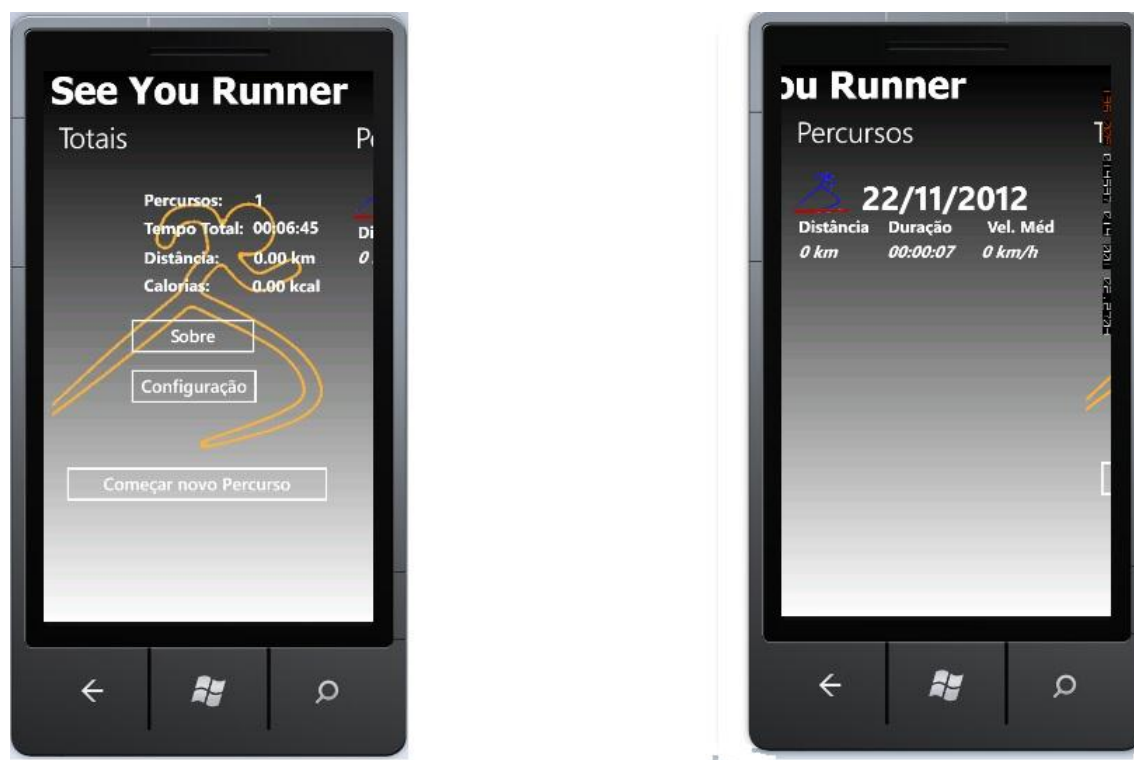 See You Runner
Totais
Percursos: 1
Tempo Total: 00:06:45
Distância: 0.00 km
Calorias: 0.00 kcal
Sobre
Configuração
Começar novo Percurso
ou Runner
Percursos
22/11/2012
Distância Duração Vel. Méd
0 km 00:00:07 0 km/h